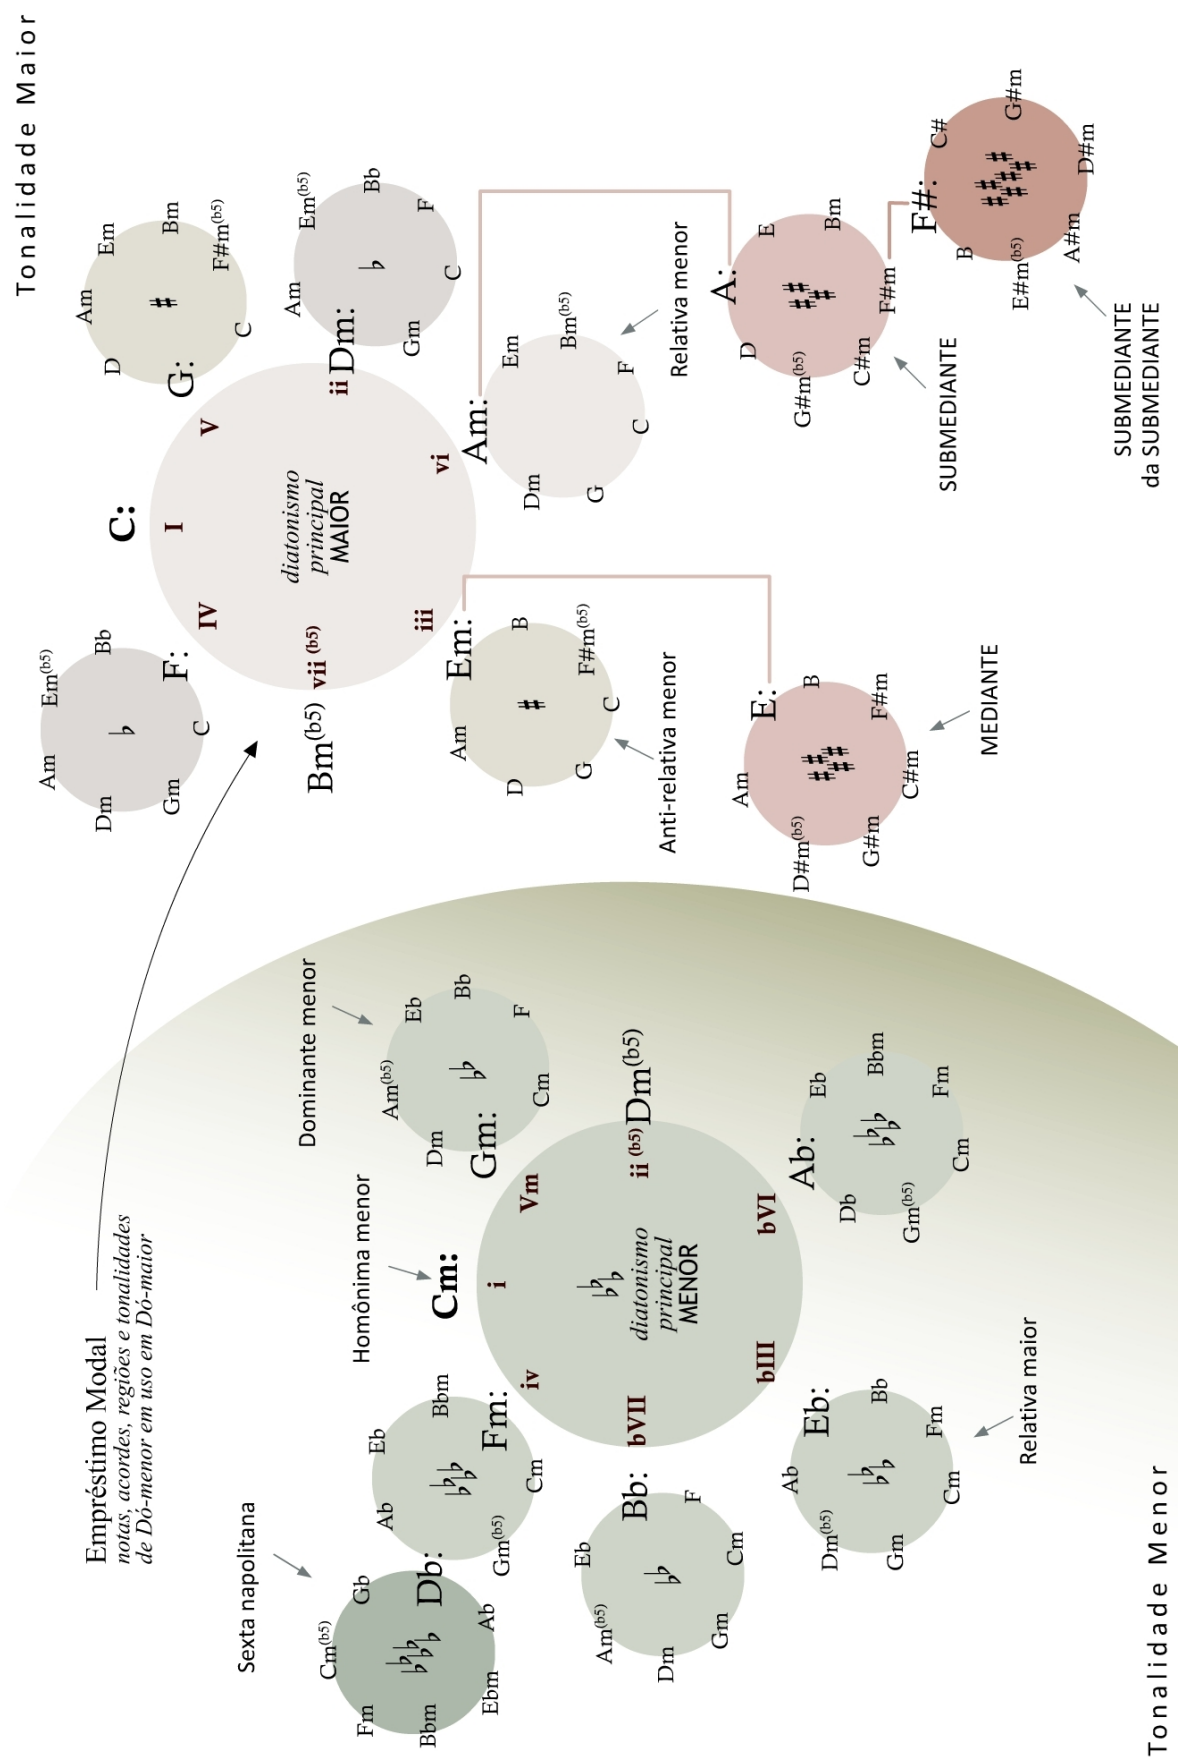 Tonalidade Maior
C:
I
IV
V
vii (b5)
ii
iii
vi
diatonismo
principal
MAIOR
F:
Bb
Em(b5)
Am
Dm
Gm
C
G:
D
Am
Em
Bm
F#m(b5)
C
Dm:
Gm
Am
Em(b5)
Bb
F
C
Bm(b5)
Em:
Am
B
F#m(b5)
C
G
D
Anti-relativa menor
Am:
Dm
Em
Bm(b5)
F
C
G
Relativa menor
E:
Am
B
F#m
C#m
G#m
D#m(b5)
MEDIANTE
A:
D
E
Bm
F#m
C#m
G#m(b5)
SUBMEDIANTE
F#:
B
C#
G#m
D#m
A#m
E#m(b5)
SUBMEDIANTE
da SUBMEDIANTE
Empréstimo Modal
notas, acordes, regiões e tonalidades
de Dó-menor em uso em Dó-maior
Tonalidade Menor
Homônima menor
Cm:
i
iv
Vm
bVII
ii (b5)
bIII
bVI
diatonismo
principal
MENOR
Dominante menor
Gm:
Dm
Am(b5)
Eb
Bb
F
Cm
Dm(b5)
Sexta napolitana
Db:
Gb
Cm(b5)
Fm
Bbm
Ebm
Ab
Fm:
Bbm
Eb
Ab
Gm(b5)
Cm
Bb:
Eb
Am(b5)
Dm
Gm
Cm
F
Eb:
Ab
Bb
Fm
Cm
Gm
Dm(b5)
Relativa maior
Ab:
Db
Eb
Bbm
Fm
Cm
Gm(b5)